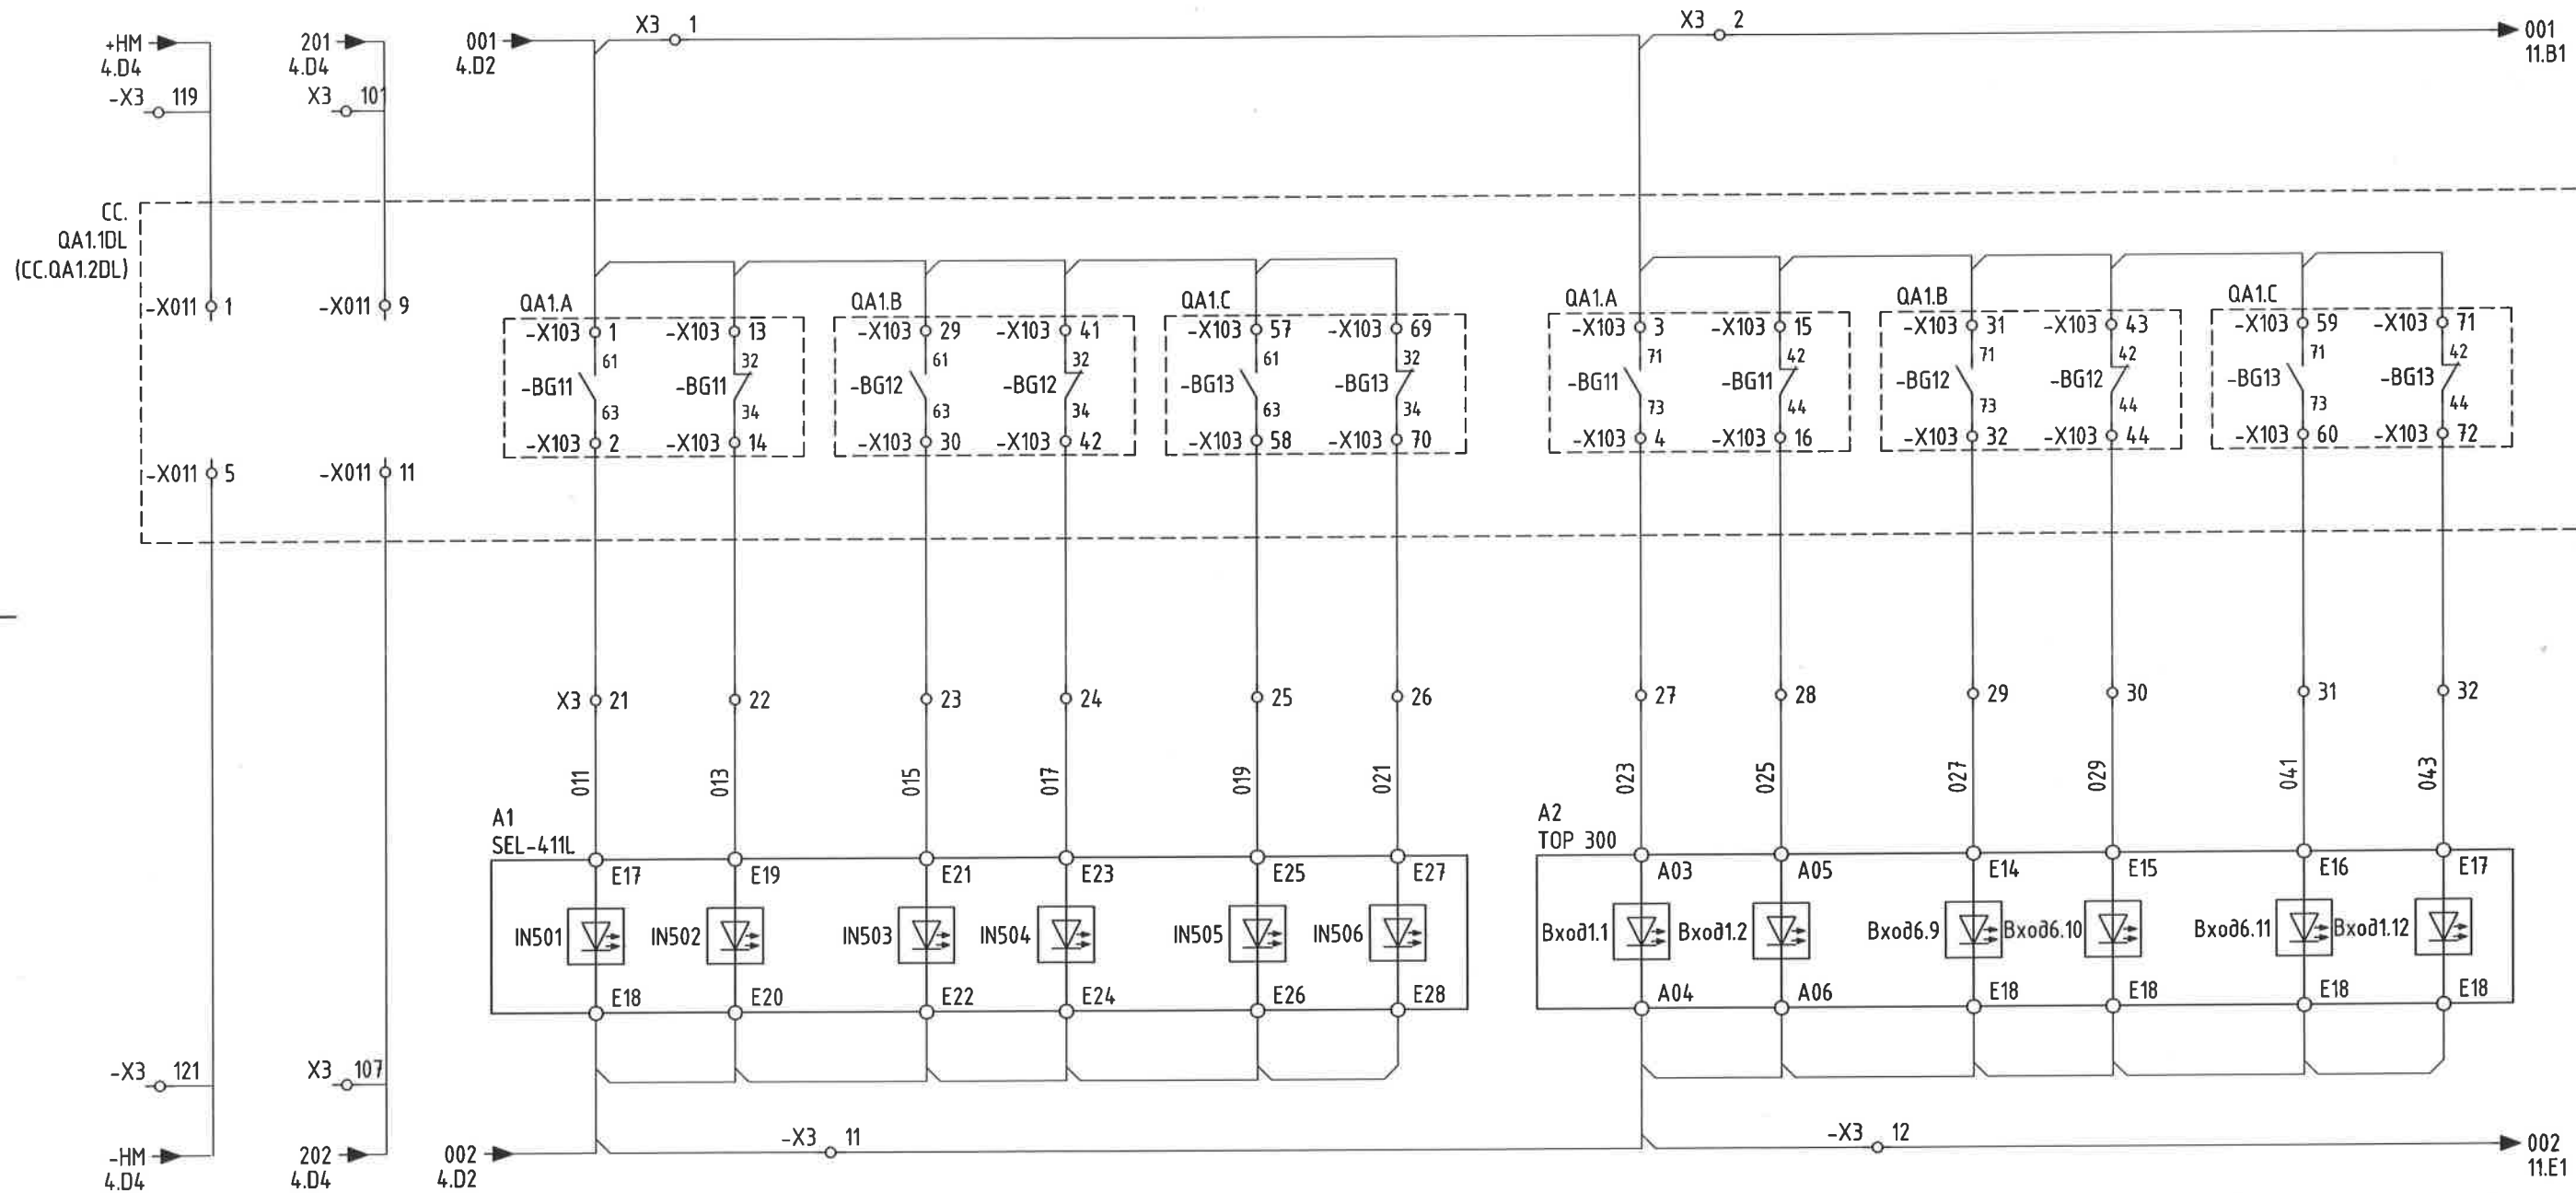 +HM
4.D4
-X3 119
201
4.D4
X3 101
001
4.D2
X3 1
X3 2
001
11.B1
CC.
QA1.1DL
(CC.QA1.2DL)
-X011 1
-X011 9
-X011 5
-X011 11
QA1.A
-X103 1
61
-BG11
63
-X103 2
-X103 13
32
-BG11
34
-X103 14
QA1.B
-X103 29
61
-BG12
63
-X103 30
-X103 41
32
-BG12
34
-X103 42
QA1.C
-X103 57
61
-BG13
63
-X103 58
-X103 69
32
-BG13
34
-X103 70
QA1.A
-X103 3
71
-BG11
73
-X103 4
-X103 15
42
-BG11
44
-X103 16
QA1.B
-X103 31
71
-BG12
73
-X103 32
-X103 43
42
-BG12
44
-X103 44
QA1.C
-X103 59
71
-BG13
73
-X103 60
-X103 71
42
-BG13
44
-X103 72
X3 21
22
23
24
25
26
27
28
29
30
31
32
011
013
015
017
019
021
023
025
027
029
041
043
A1
SEL-411L
E17
E19
E21
E23
E25
E27
IN501
IN502
IN503
IN504
IN505
IN506
E18
E20
E22
E24
E26
E28
A2
ТОР 300
A03
A05
E14
E15
E16
E17
Вход1.1
Вход1.2
Вход6.9
Вход6.10
Вход6.11
Вход1.12
A04
A06
E18
E18
E18
E18
-X3 121
X3 107
-X3 11
-X3 12
-HM
4.D4
202
4.D4
002
4.D2
002
11.E1